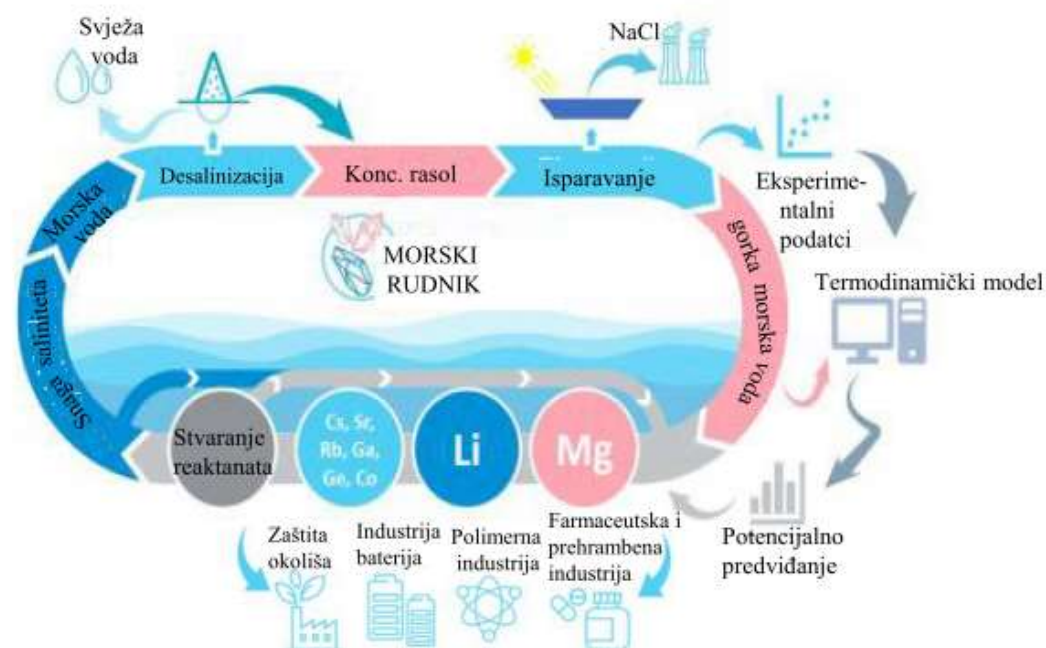 Svježa
voda
NaCl
Desalinizacija
Konc. rasol
Isparavanje
Eksperime-
ntalni
podatci
Morska
voda
gorka morska voda
MORSKI
RUDNIK
Termodinamički model
Snaga
saliniteta
Stvaranje
reaktanata
Cs, Sr,
Rb, Ga,
Ge, Co
Li
Mg
Potencijalno
predviđanje
Zaštita
okoliša
Industrija
baterija
Polimerna
industrija
Farmaceutska i
prehrambena
industrija